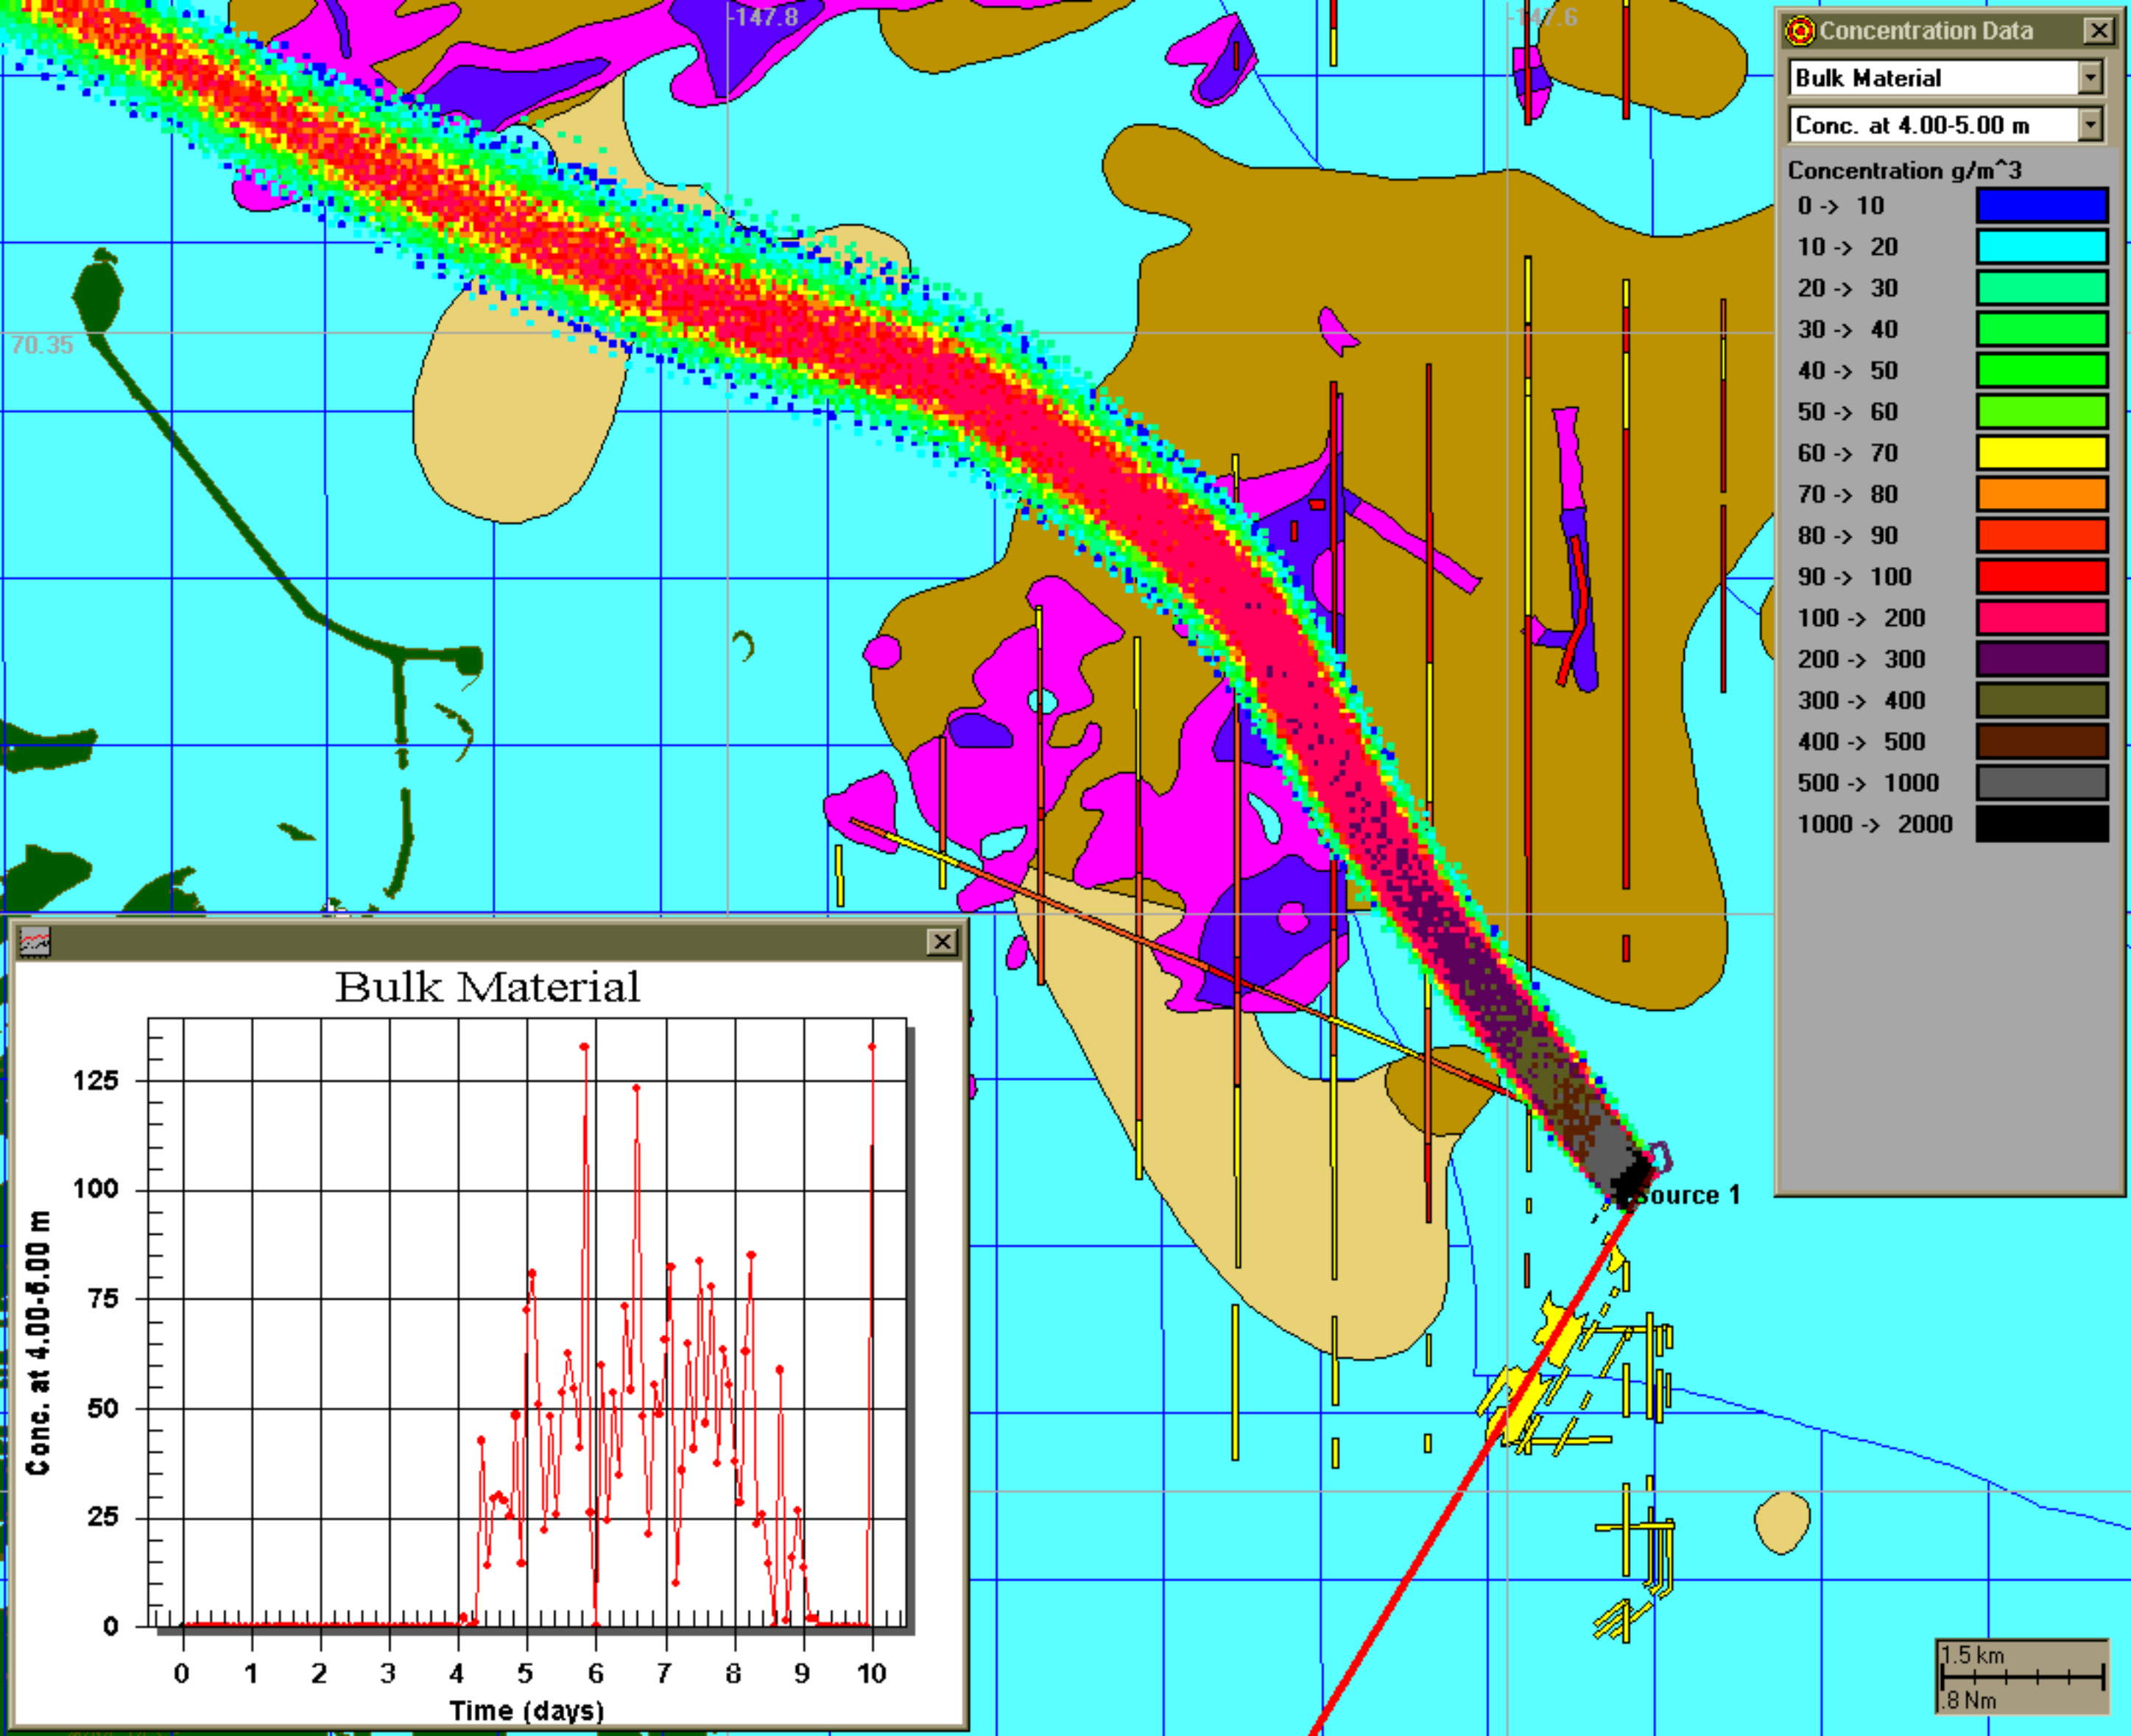 -147.8
-147.6
70.35
Source 1
Concentration Data
Bulk Material
Conc. at 4.00-5.00 m
Concentration g/m^3
0 -> 10
10 -> 20
20 -> 30
30 -> 40
40 -> 50
50 -> 60
60 -> 70
70 -> 80
80 -> 90
90 -> 100
100 -> 200
200 -> 300
300 -> 400
400 -> 500
500 -> 1000
1000 -> 2000
Bulk Material
Conc. at 4.00-5.00 m
125
100
75
50
25
0
0 1 2 3 4 5 6 7 8 9 10
Time (days)
1.5 km
.8 Nm